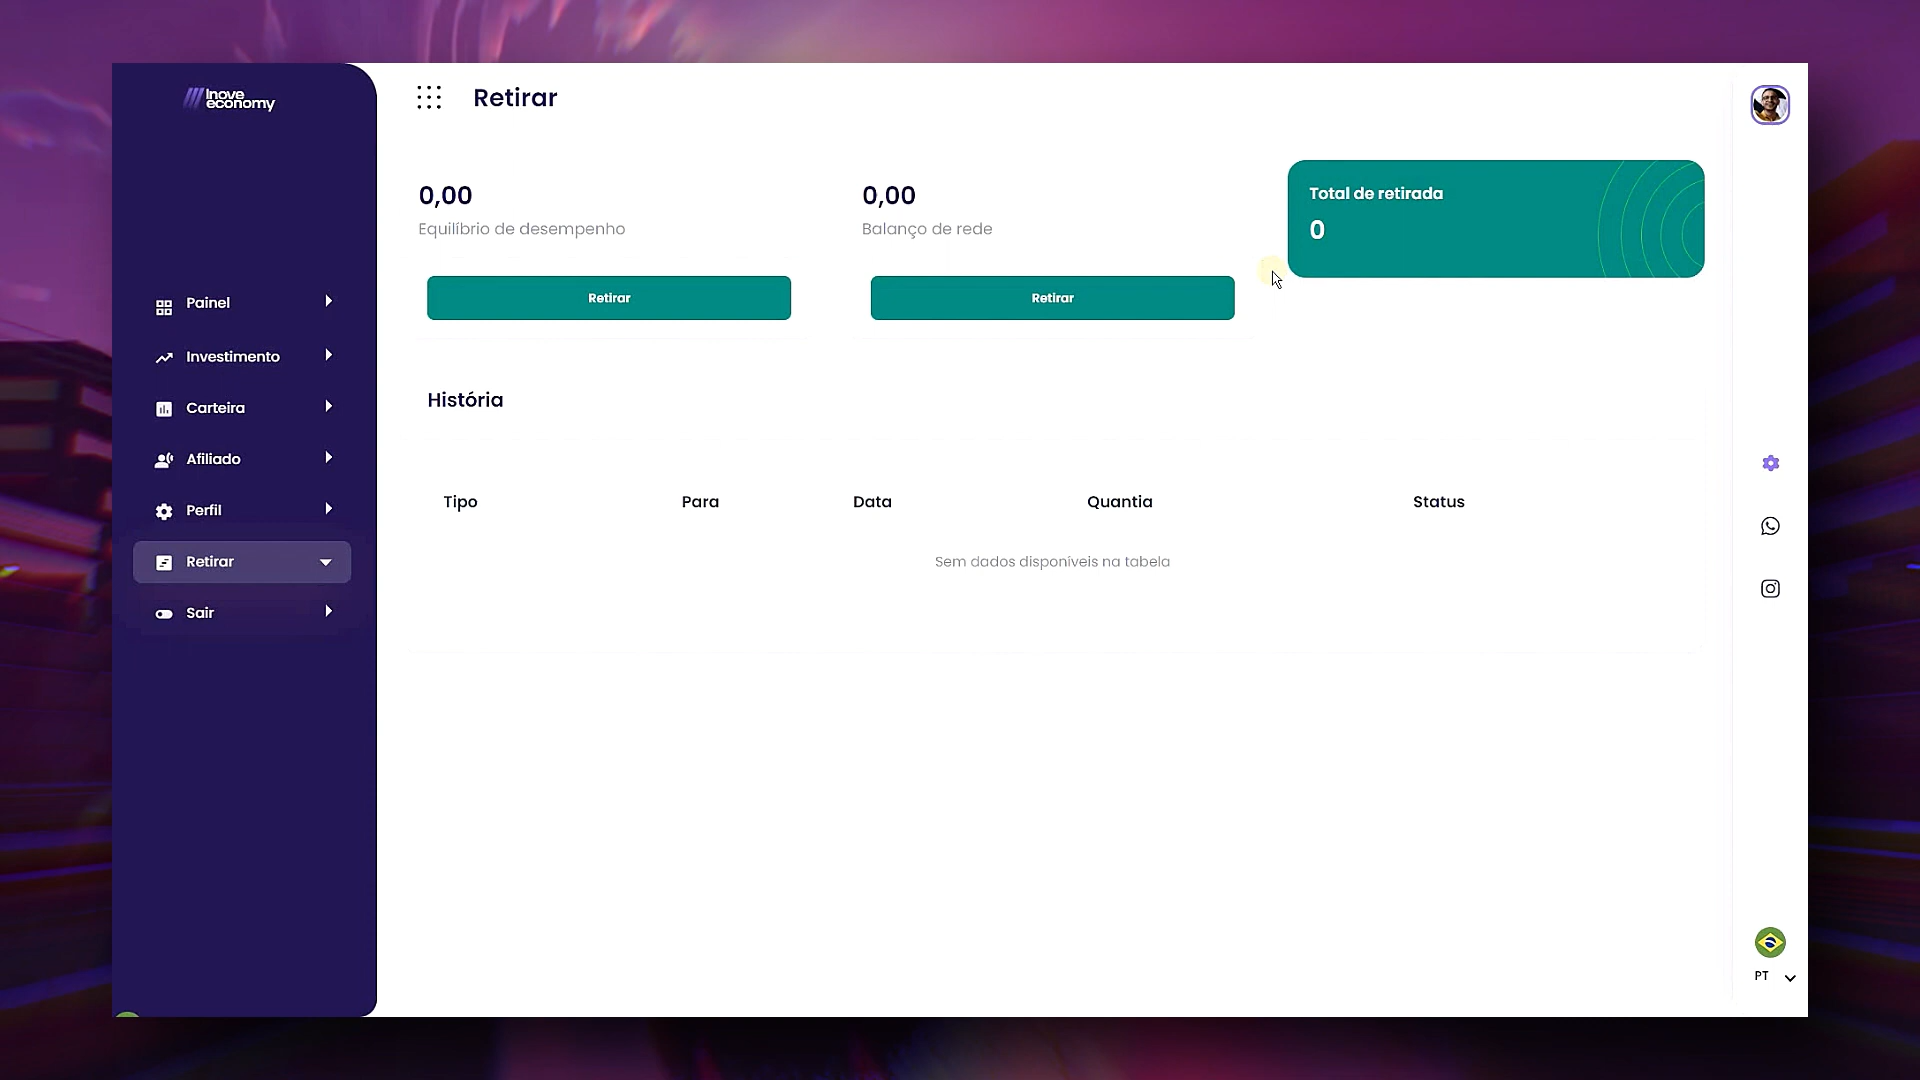 Inove
economy
Retirar
0,00
Equilíbrio de desempenho
Retirar
0,00
Balanço de rede
Retirar
Total de retirada
0
Painel
Investimento
Carteira
Afiliado
Perfil
Retirar
Sair
História
Tipo Para Data Quantia Status
Sem dados disponíveis na tabela
PT